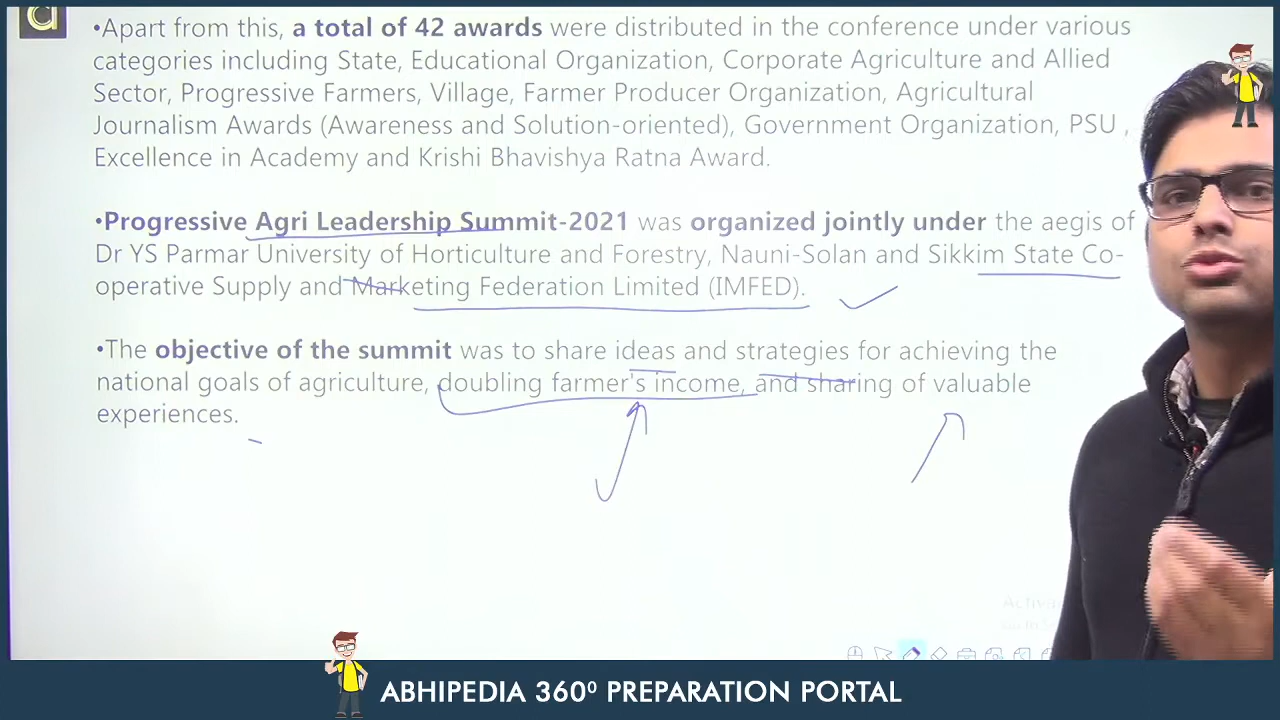 a
•Apart from this, a total of 42 awards were distributed in the conference under various
categories including State, Educational Organization, Corporate Agriculture and Allied
Sector, Progressive Farmers, Village, Farmer Producer Organization, Agricultural
Journalism Awards (Awareness and Solution-oriented), Government Organization, PSU ,
Excellence in Academy and Krishi Bhavishya Ratna Award.
•Progressive Agri Leadership Summit-2021 was organized jointly under the aegis of
Dr YS Parmar University of Horticulture and Forestry, Nauni-Solan and Sikkim State Co-
operative Supply and Marketing Federation Limited (IMFED).
•The objective of the summit was to share ideas and strategies for achieving the
national goals of agriculture, doubling farmer's income, and sharing of valuable
experiences.
ABHIPEDIA 360⁰ PREPARATION PORTAL